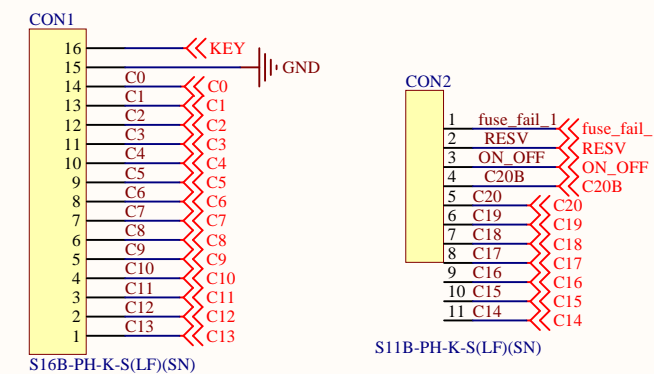 CON1
16 KEY
15 GND
14 C0 C0
13 C1 C1
12 C2 C2
11 C3 C3
10 C4 C4
9 C5 C5
8 C6 C6
7 C7 C7
6 C8 C8
5 C9 C9
4 C10 C10
3 C11 C11
2 C12 C12
1 C13 C13
S16B-PH-K-S(LF)(SN)
CON2
1 fuse_fail_1 fuse_fail_
2 RESV RESV
3 ON_OFF ON_OFF
4 C20B C20B
5 C20 C20
6 C19 C19
7 C18 C18
8 C17 C17
9 C16 C16
10 C15 C15
11 C14 C14
S11B-PH-K-S(LF)(SN)